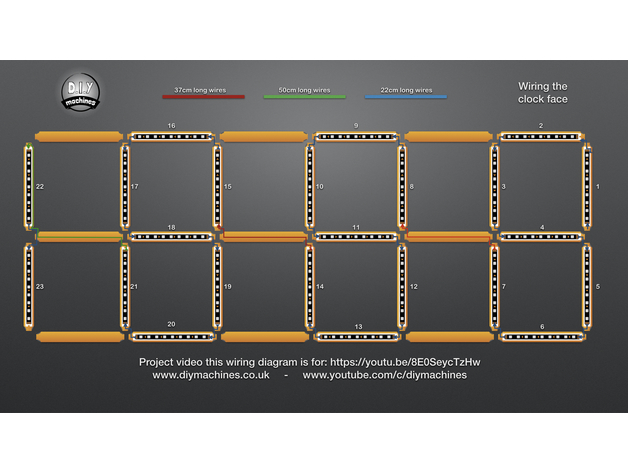 DIY
machines
37cm long wires
50cm long wires
22cm long wires
Wiring the
clock face
16
9
2
22
17
15
10
8
3
1
18
11
4
23
21
19
14
12
7
5
20
13
6
Project video this wiring diagram is for: https://youtu.be/8E0SeycTzHw
www.diymachines.co.uk - www.youtube.com/c/diymachines